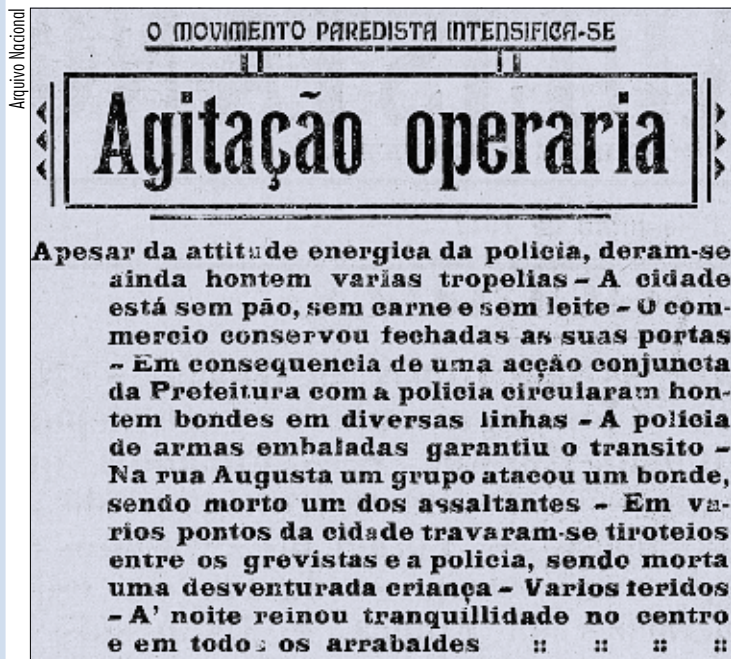 Arquivo Nacional
O MOVIMENTO PAREDISTA INTENSIFICA-SE
Agitação operaria
Apesar da attitude energica da policia, deram-se
ainda hontem varias tropelias – A cidade
está sem pão, sem carne e sem leite – O com-
mercio conservou fechadas as suas portas
– Em consequencia de uma acção conjuncta
da Prefeitura com a policia circularam hon-
tem bondes em diversas linhas – A policia
de armas embaladas garantiu o transito –
Na rua Augusta um grupo atacou um bonde,
sendo morto um dos assaltantes – Em va-
rios pontos da cidade travaram-se tiroteios
entre os grevistas e a policia, sendo morta
uma desventurada criança – Varios feridos
– A' noite reinou tranquillidade no centro
e em todos os arrabaldes :: :: :: ::